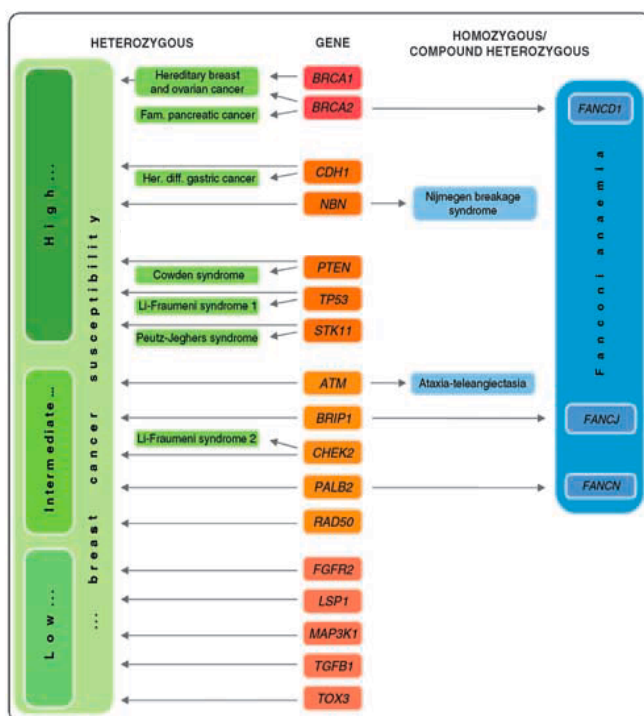 HETEROZYGOUS
GENE
HOMOZYGOUS/
COMPOUND HETEROZYGOUS
High...
Intermediate...
Low...
... breast cancer susceptibility
Hereditary breast
and ovarian cancer
Fam. pancreatic cancer
Her. diff. gastric cancer
Cowden syndrome
Li-Fraumeni syndrome 1
Peutz-Jeghers syndrome
Li-Fraumeni syndrome 2
BRCA1
BRCA2
CDH1
NBN
PTEN
TP53
STK11
ATM
BRIP1
CHEK2
PALB2
RAD50
FGFR2
LSP1
MAP3K1
TGFB1
TOX3
Nijmegen breakage
syndrome
Ataxia-teleangiectasia
FANCD1
Fanconi anaemia
FANCJ
FANCN